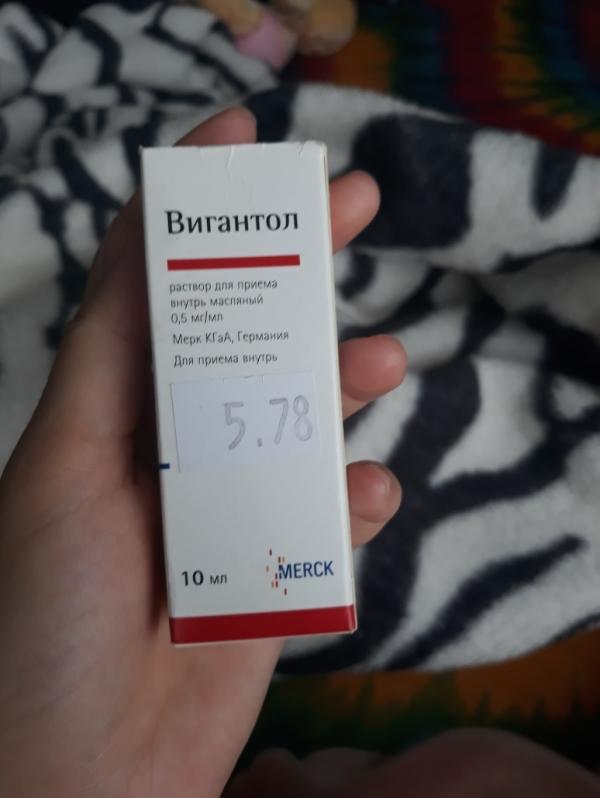 Вигантол
раствор для приема
внутрь масляный
0,5 мг/мл
Мерк КГаА, Германия
Для приема внутрь
5.78
10 мл
MERCK